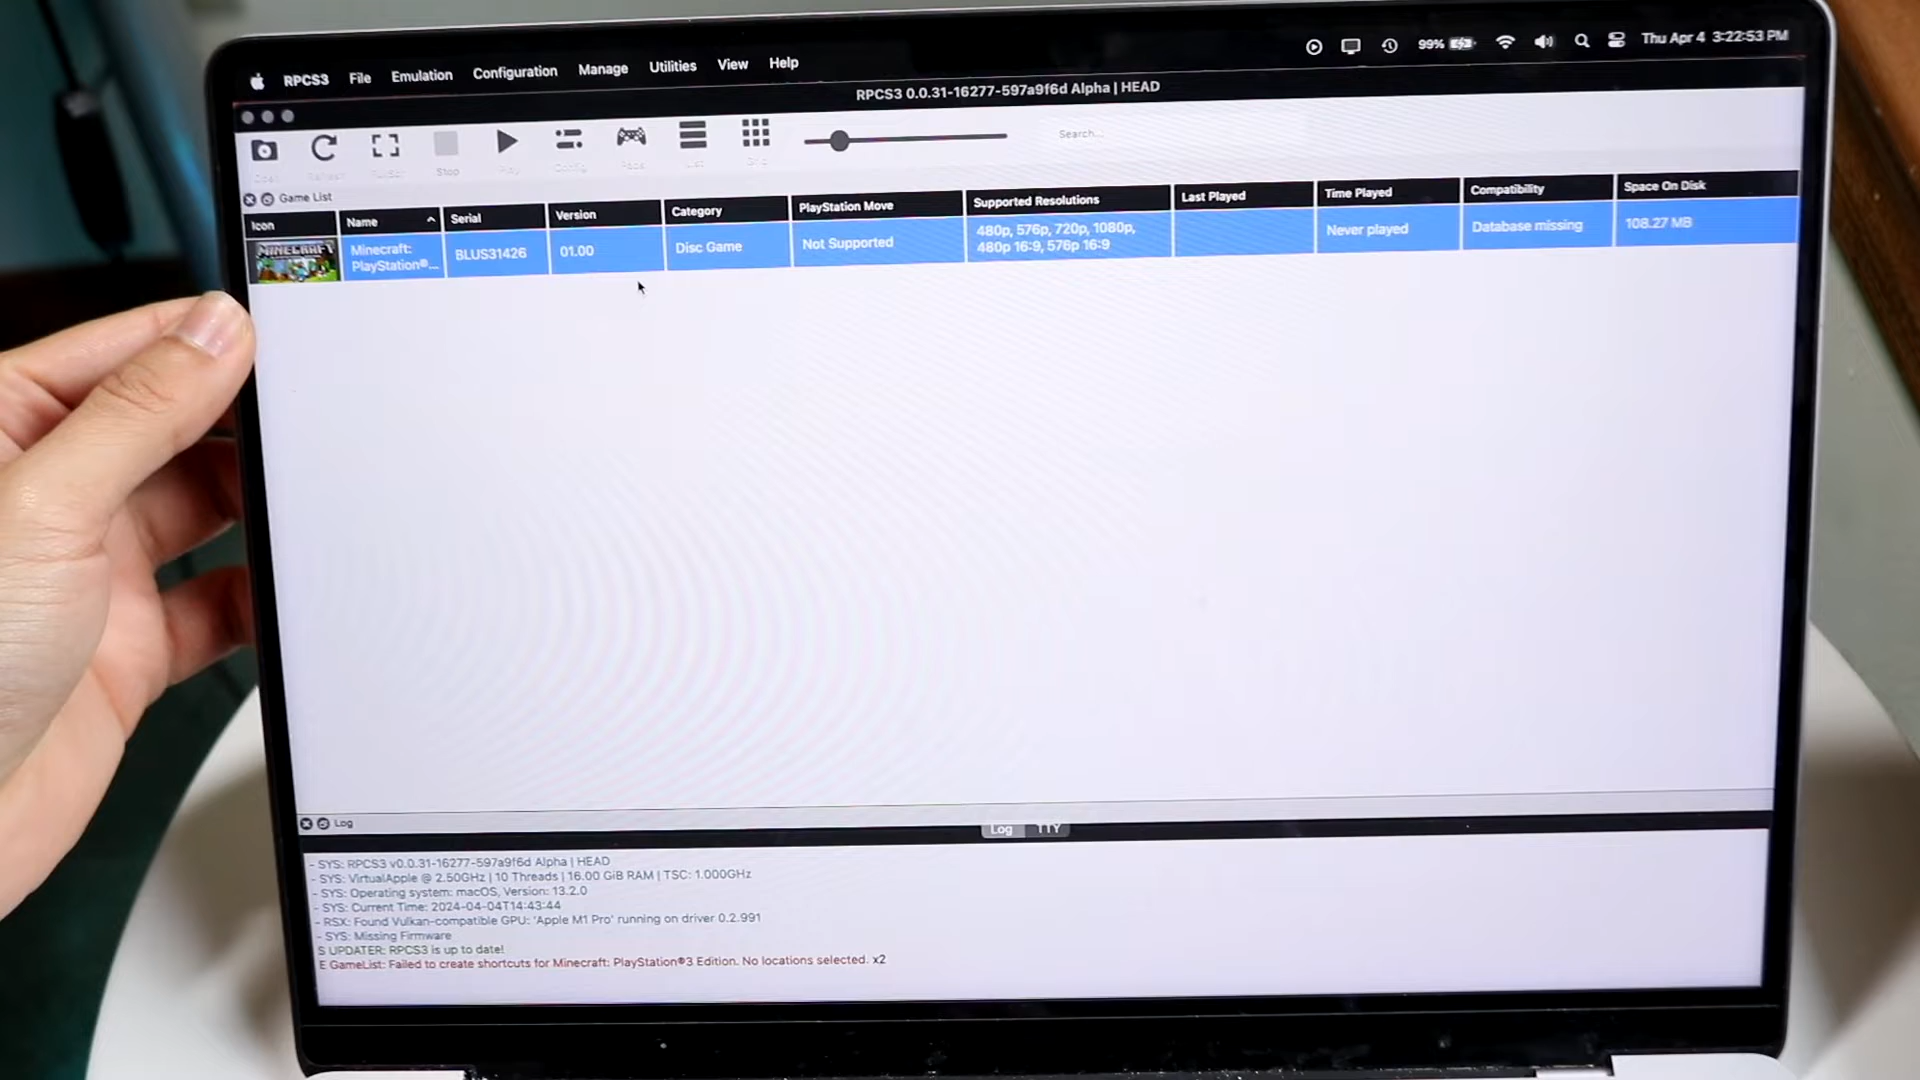 RPCS3 File Emulation Configuration Manage Utilities View Help 99% Thu Apr 4 3:22:53 PM
RPCS3 0.0.31-16277-597a9f6d Alpha | HEAD
Search...
Stop Play Config Pads List Grid
Game List
Icon Name Serial Version Category PlayStation Move Supported Resolutions Last Played Time Played Compatibility Space On Disk
MINECRAFT
Minecraft:
PlayStation®... BLUS31426 01.00 Disc Game Not Supported 480p, 576p, 720p, 1080p, Never played Database missing 108.27 MB
480p 16:9, 576p 16:9
Log
Log TTY
- SYS: RPCS3 v0.0.31-16277-597a9f6d Alpha | HEAD
- SYS: VirtualApple @ 2.50GHz | 10 Threads | 16.00 GiB RAM | TSC: 1.000GHz
- SYS: Operating system: macOS, Version: 13.2.0
- SYS: Current Time: 2024-04-04T14:43:44
- RSX: Found Vulkan-compatible GPU: 'Apple M1 Pro' running on driver 0.2.991
- SYS: Missing Firmware
S UPDATER: RPCS3 is up to date!
E GameList: Failed to create shortcuts for Minecraft: PlayStation®3 Edition. No locations selected. x2